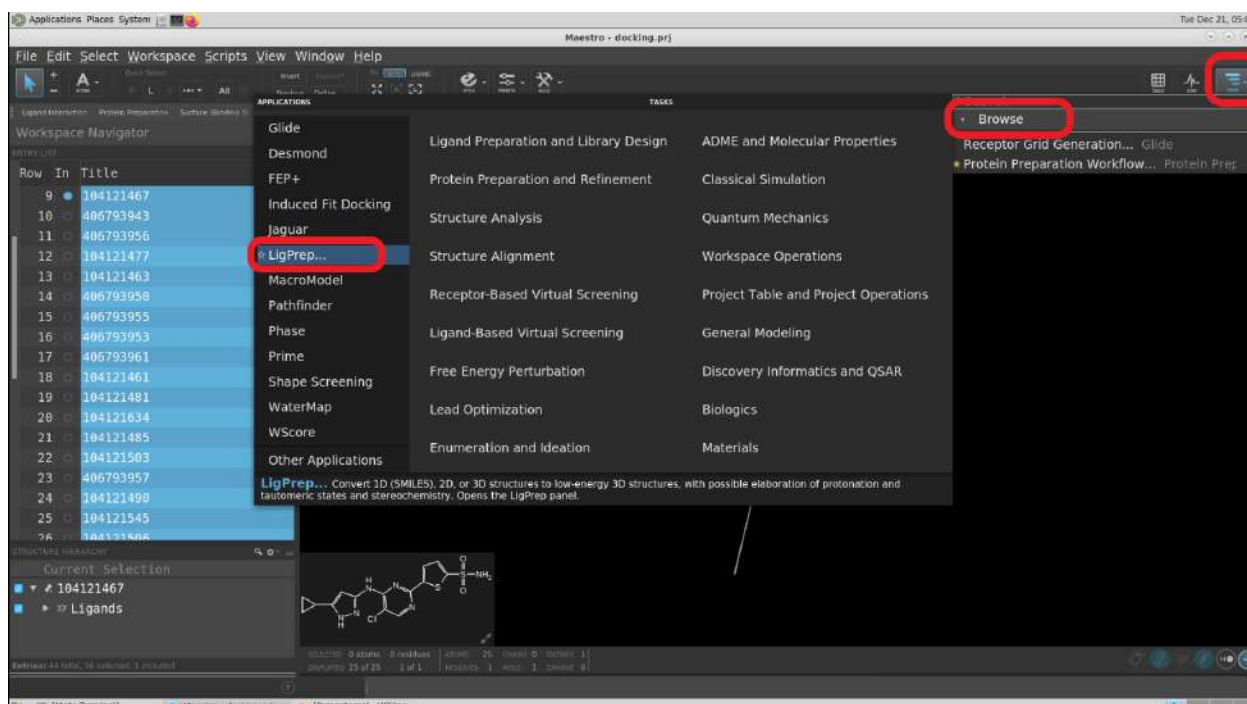 Applications Places System
Tue Dec 21, 05:
Maestro - docking.prj
File Edit Select Workspace Scripts View Window Help
All
Workspace Navigator
ENTRY LIST
Row In Title
9 104121467
10 406793943
11 406793956
12 104121477
13 104121463
14 406793950
15 406793955
16 406793953
17 406793961
18 104121461
19 104121481
20 104121634
21 104121485
22 104121503
23 406793957
24 104121490
25 104121545
26 104121506
APPLICATIONS
Glide
Desmond
FEP+
Induced Fit Docking
Jaguar
LigPrep...
MacroModel
Pathfinder
Phase
Prime
Shape Screening
WaterMap
WScore
Other Applications
TASKS
Ligand Preparation and Library Design
Protein Preparation and Refinement
Structure Analysis
Structure Alignment
Receptor-Based Virtual Screening
Ligand-Based Virtual Screening
Free Energy Perturbation
Lead Optimization
Enumeration and Ideation
ADME and Molecular Properties
Classical Simulation
Quantum Mechanics
Workspace Operations
Project Table and Project Operations
General Modeling
Discovery Informatics and QSAR
Biologics
Materials
LigPrep... Convert 1D (SMILES), 2D, or 3D structures to low-energy 3D structures, with possible elaboration of protonation and
tautomeric states and stereochemistry. Opens the LigPrep panel.
Browse
Receptor Grid Generation... Glide
Protein Preparation Workflow... Protein Prep
STRUCTURE HIERARCHY
Current Selection
104121467
Ligands